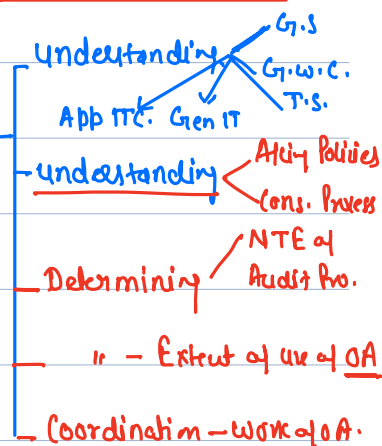 G.S
understanding
G.W.C.
T.S.
App ITC. Gen IT
Alcing Policies
understanding
Cons. Process
NTE of
Determining
Audit Pro.
" - Extent of use of OA
Coordination - work of OA.